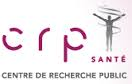 crp
SANTÉ
CENTRE DE RECHERCHE PUBLIC